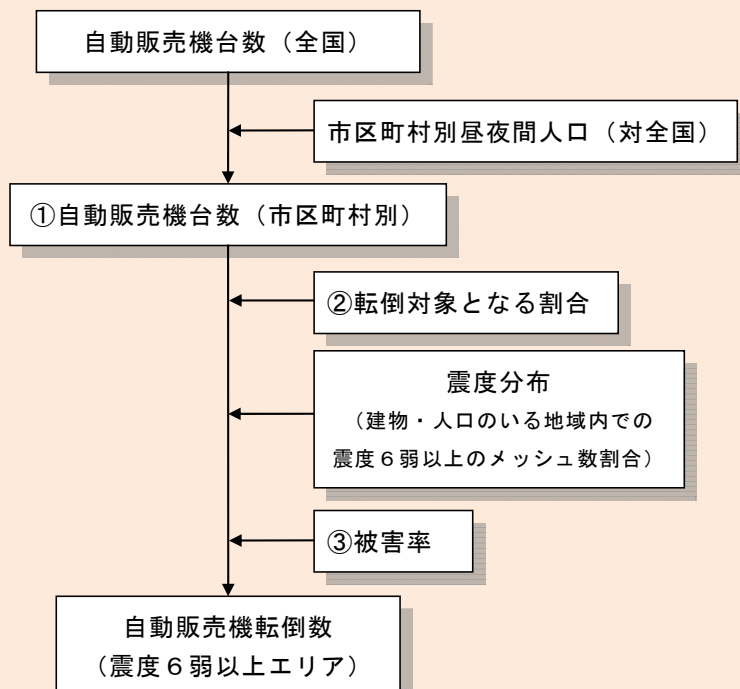 自動販売機台数（全国）
市区町村別昼夜間人口（対全国）
①自動販売機台数（市区町村別）
②転倒対象となる割合
震度分布
（建物・人口のいる地域内での
震度６弱以上のメッシュ数割合）
③被害率
自動販売機転倒数
（震度６弱以上エリア）